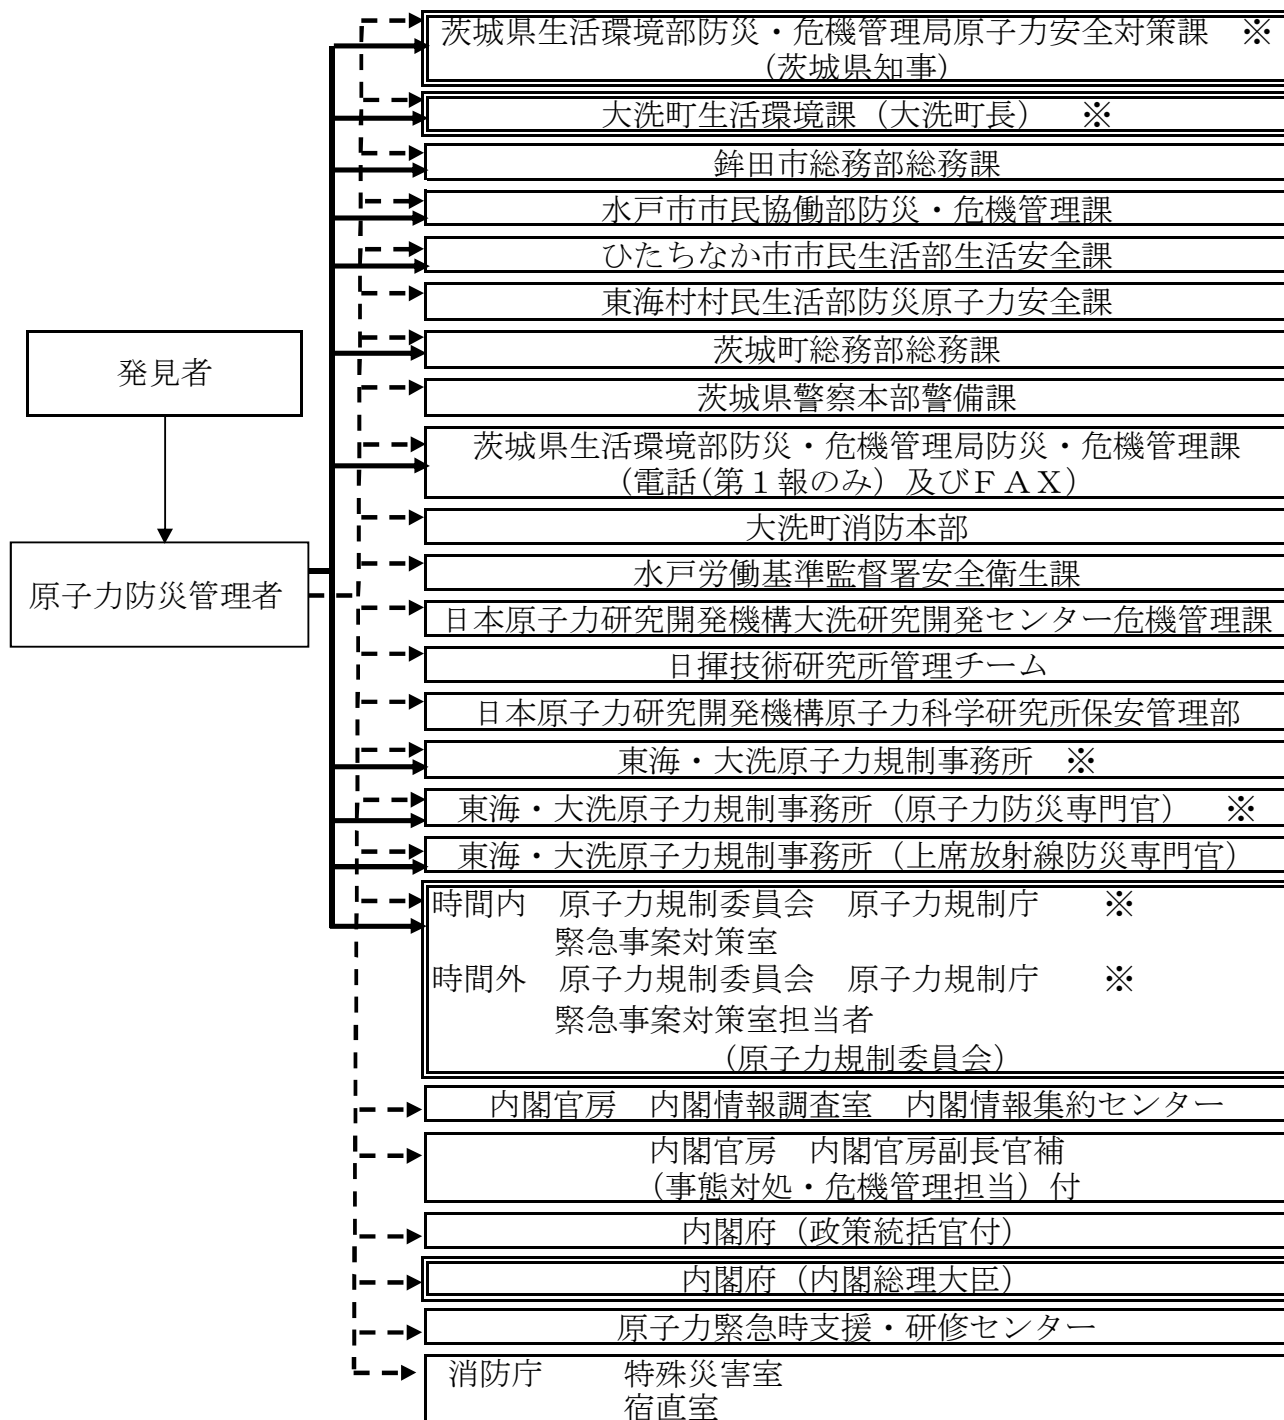 茨城県生活環境部防災・危機管理局原子力安全対策課　※
（茨城県知事）
大洗町生活環境課（大洗町長）　※
鉾田市総務部総務課
水戸市市民協働部防災・危機管理課
ひたちなか市市民生活部生活安全課
東海村村民生活部防災原子力安全課
茨城町総務部総務課
茨城県警察本部警備課
茨城県生活環境部防災・危機管理局防災・危機管理課
（電話(第１報のみ）及びＦＡＸ）
大洗町消防本部
水戸労働基準監督署安全衛生課
日本原子力研究開発機構大洗研究開発センター危機管理課
日揮技術研究所管理チーム
日本原子力研究開発機構原子力科学研究所保安管理部
東海・大洗原子力規制事務所　※
東海・大洗原子力規制事務所（原子力防災専門官）　※
東海・大洗原子力規制事務所（上席放射線防災専門官）
時間内　原子力規制委員会　原子力規制庁　※
緊急事案対策室
時間外　原子力規制委員会　原子力規制庁　※
緊急事案対策室担当者
（原子力規制委員会）
内閣官房　内閣情報調査室　内閣情報集約センター
内閣官房　内閣官房副長官補
（事態対処・危機管理担当）付
内閣府（政策統括官付）
内閣府（内閣総理大臣）
原子力緊急時支援・研修センター
消防庁　特殊災害室
宿直室
発見者
原子力防災管理者